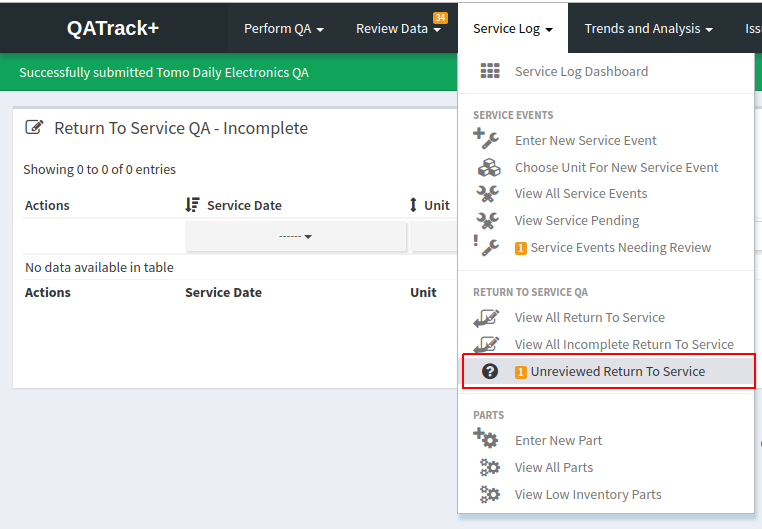 QATrack+
Perform QA
Review Data
34
Service Log
Trends and Analysis
Successfully submitted Tomo Daily Electronics QA
Return To Service QA - Incomplete
Showing 0 to 0 of 0 entries
Actions Service Date Unit
------
No data available in table
Actions Service Date Unit
Service Log Dashboard
SERVICE EVENTS
Enter New Service Event
Choose Unit For New Service Event
View All Service Events
View Service Pending
1 Service Events Needing Review
RETURN TO SERVICE QA
View All Return To Service
View All Incomplete Return To Service
1 Unreviewed Return To Service
PARTS
Enter New Part
View All Parts
View Low Inventory Parts